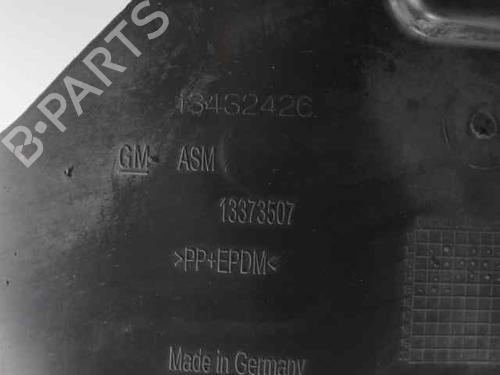 B-PARTS
13432426
GM ASM
13373507
>PP+EPDM<
Made in Germany